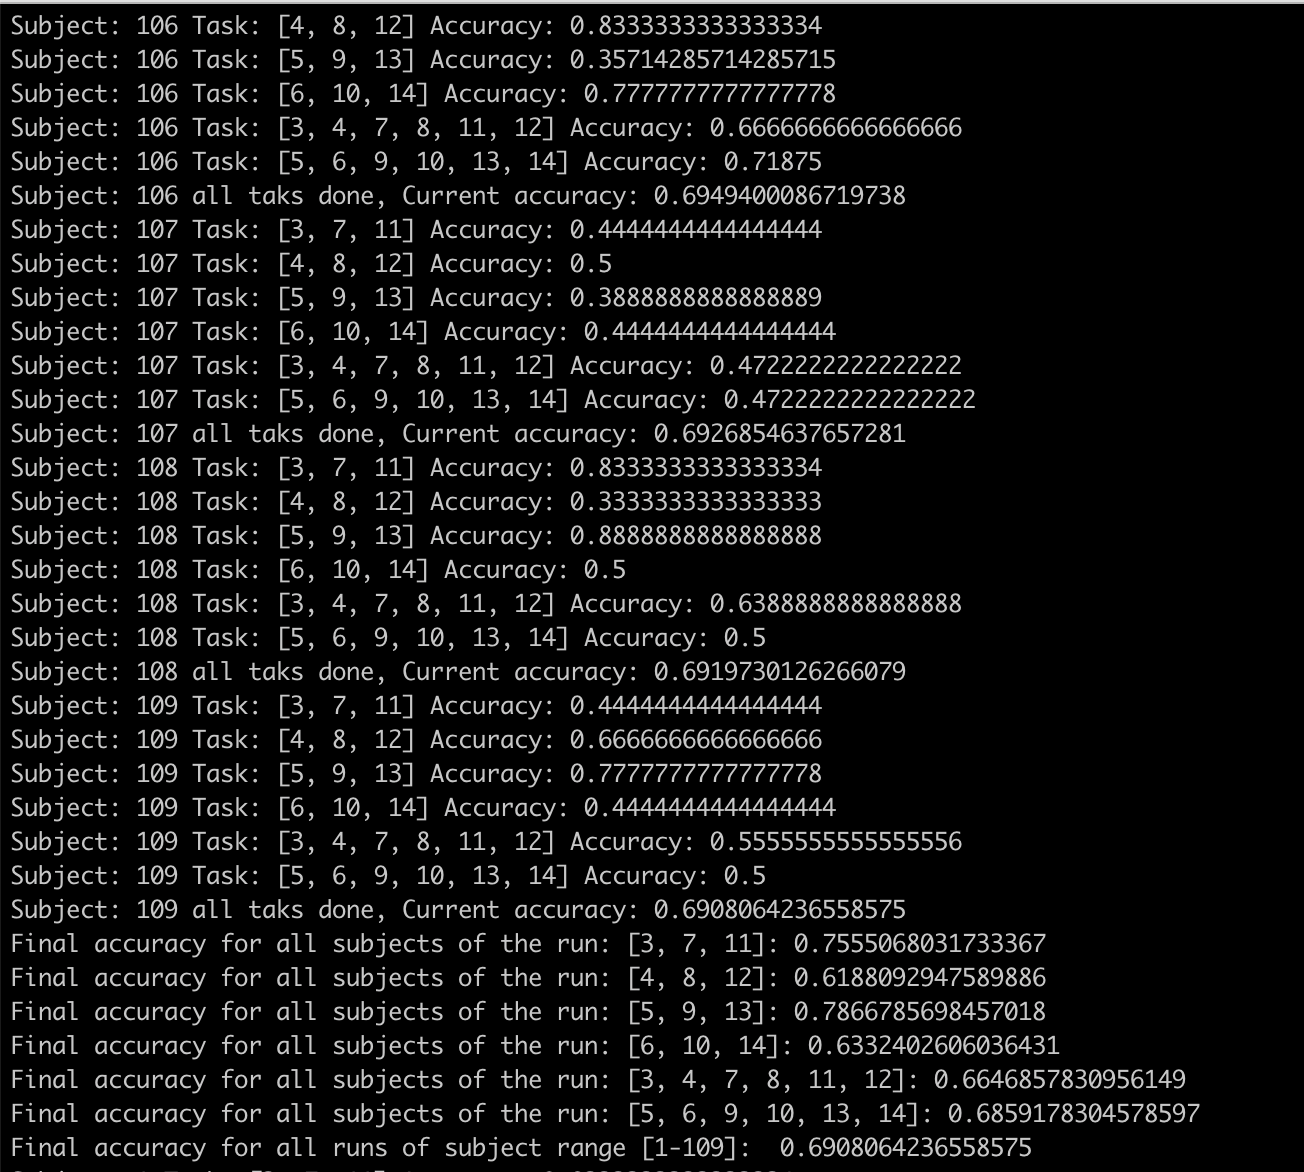 Subject: 106 Task: [4, 8, 12] Accuracy: 0.8333333333333334
Subject: 106 Task: [5, 9, 13] Accuracy: 0.35714285714285715
Subject: 106 Task: [6, 10, 14] Accuracy: 0.7777777777777778
Subject: 106 Task: [3, 4, 7, 8, 11, 12] Accuracy: 0.6666666666666666
Subject: 106 Task: [5, 6, 9, 10, 13, 14] Accuracy: 0.71875
Subject: 106 all taks done, Current accuracy: 0.6949400086719738
Subject: 107 Task: [3, 7, 11] Accuracy: 0.4444444444444444
Subject: 107 Task: [4, 8, 12] Accuracy: 0.5
Subject: 107 Task: [5, 9, 13] Accuracy: 0.3888888888888889
Subject: 107 Task: [6, 10, 14] Accuracy: 0.4444444444444444
Subject: 107 Task: [3, 4, 7, 8, 11, 12] Accuracy: 0.4722222222222222
Subject: 107 Task: [5, 6, 9, 10, 13, 14] Accuracy: 0.4722222222222222
Subject: 107 all taks done, Current accuracy: 0.6926854637657281
Subject: 108 Task: [3, 7, 11] Accuracy: 0.8333333333333334
Subject: 108 Task: [4, 8, 12] Accuracy: 0.3333333333333333
Subject: 108 Task: [5, 9, 13] Accuracy: 0.8888888888888888
Subject: 108 Task: [6, 10, 14] Accuracy: 0.5
Subject: 108 Task: [3, 4, 7, 8, 11, 12] Accuracy: 0.6388888888888888
Subject: 108 Task: [5, 6, 9, 10, 13, 14] Accuracy: 0.5
Subject: 108 all taks done, Current accuracy: 0.6919730126266079
Subject: 109 Task: [3, 7, 11] Accuracy: 0.4444444444444444
Subject: 109 Task: [4, 8, 12] Accuracy: 0.6666666666666666
Subject: 109 Task: [5, 9, 13] Accuracy: 0.7777777777777778
Subject: 109 Task: [6, 10, 14] Accuracy: 0.4444444444444444
Subject: 109 Task: [3, 4, 7, 8, 11, 12] Accuracy: 0.5555555555555556
Subject: 109 Task: [5, 6, 9, 10, 13, 14] Accuracy: 0.5
Subject: 109 all taks done, Current accuracy: 0.6908064236558575
Final accuracy for all subjects of the run: [3, 7, 11]: 0.7555068031733367
Final accuracy for all subjects of the run: [4, 8, 12]: 0.6188092947589886
Final accuracy for all subjects of the run: [5, 9, 13]: 0.7866785698457018
Final accuracy for all subjects of the run: [6, 10, 14]: 0.6332402606036431
Final accuracy for all subjects of the run: [3, 4, 7, 8, 11, 12]: 0.6646857830956149
Final accuracy for all subjects of the run: [5, 6, 9, 10, 13, 14]: 0.6859178304578597
Final accuracy for all runs of subject range [1-109]:  0.6908064236558575